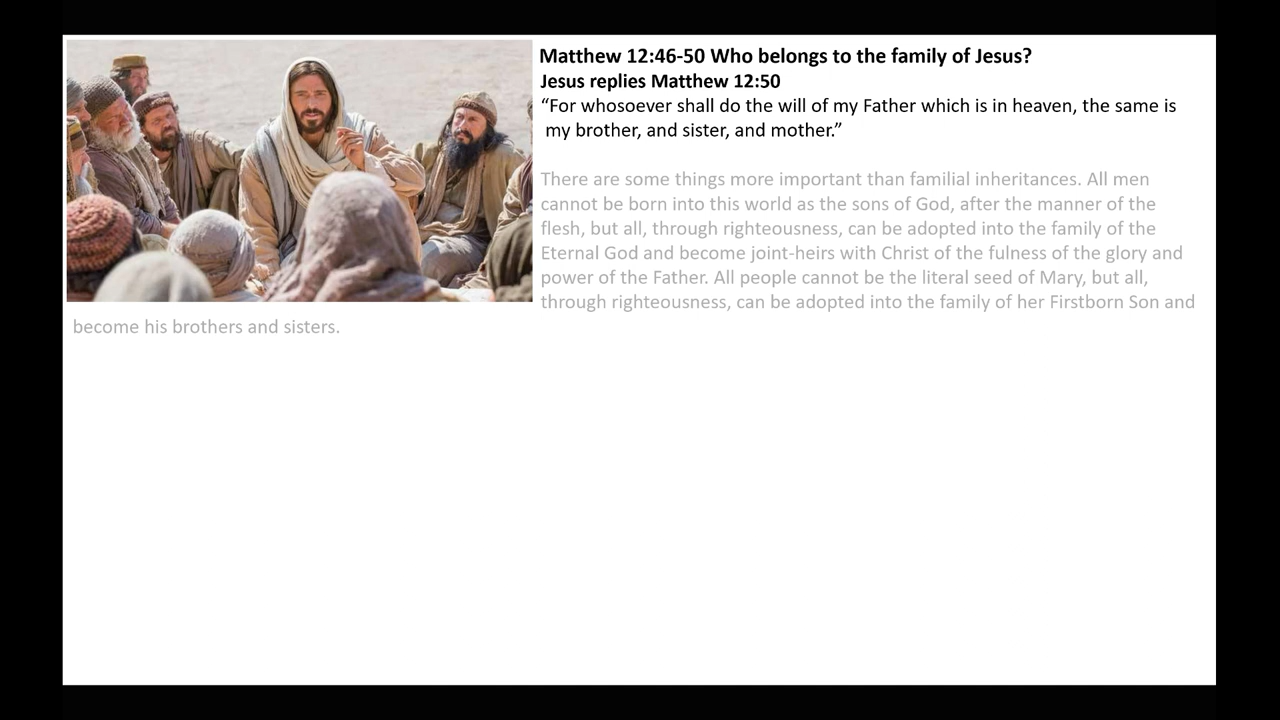 Matthew 12:46-50 Who belongs to the family of Jesus?
Jesus replies Matthew 12:50
“For whosoever shall do the will of my Father which is in heaven, the same is
my brother, and sister, and mother.”
There are some things more important than familial inheritances. All men
cannot be born into this world as the sons of God, after the manner of the
flesh, but all, through righteousness, can be adopted into the family of the
Eternal God and become joint-heirs with Christ of the fulness of the glory and
power of the Father. All people cannot be the literal seed of Mary, but all,
through righteousness, can be adopted into the family of her Firstborn Son and
become his brothers and sisters.